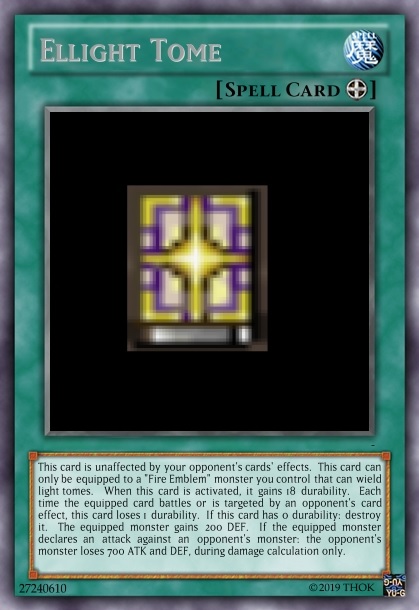 Ellight Tome
魔
[Spell Card ]
This card is unaffected by your opponent's cards' effects. This card can
only be equipped to a "Fire Emblem" monster you control that can wield
light tomes. When this card is activated, it gains 18 durability. Each
time the equipped card battles or is targeted by an opponent's card
effect, this card loses 1 durability. If this card has 0 durability: destroy
it. The equipped monster gains 200 DEF. If the equipped monster
declares an attack against an opponent's monster: the opponent's
monster loses 700 ATK and DEF, during damage calculation only.
27240610
©2019 THOK